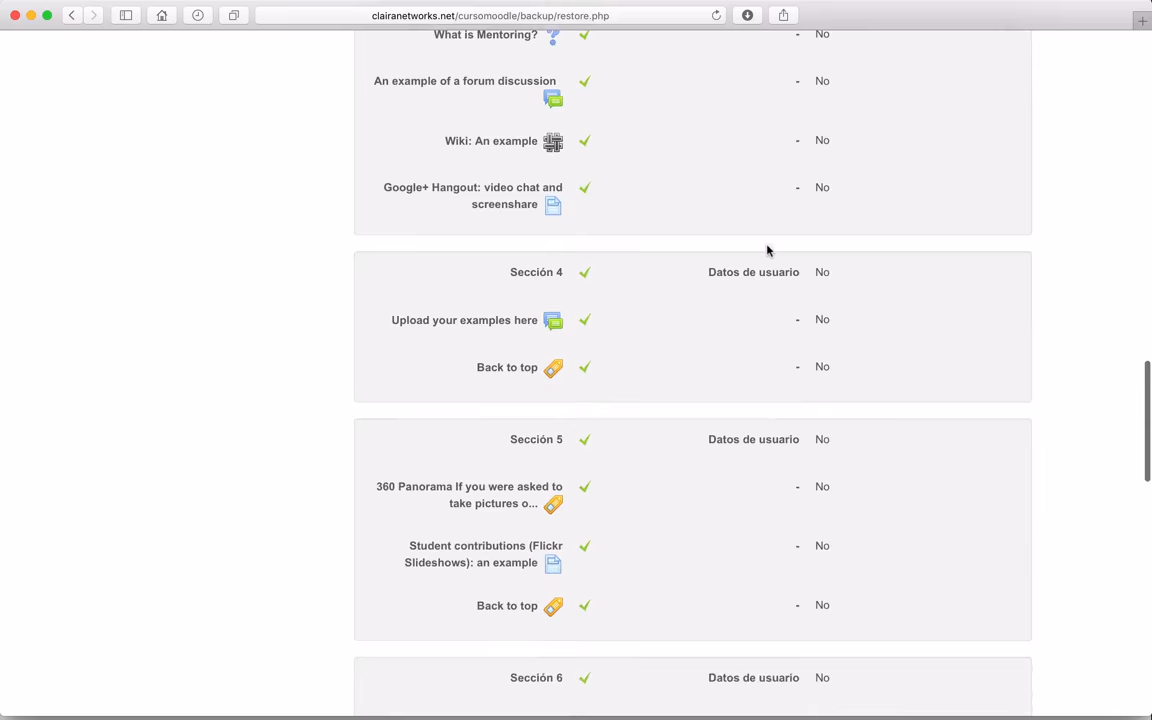 clairanetworks.net/cursomoodle/backup/restore.php
What is Mentoring? - No
An example of a forum discussion - No
Wiki: An example - No
Google+ Hangout: video chat and - No
screenshare
Sección 4 Datos de usuario No
Upload your examples here - No
Back to top - No
Sección 5 Datos de usuario No
360 Panorama If you were asked to - No
take pictures o...
Student contributions (Flickr - No
Slideshows): an example
Back to top - No
Sección 6 Datos de usuario No